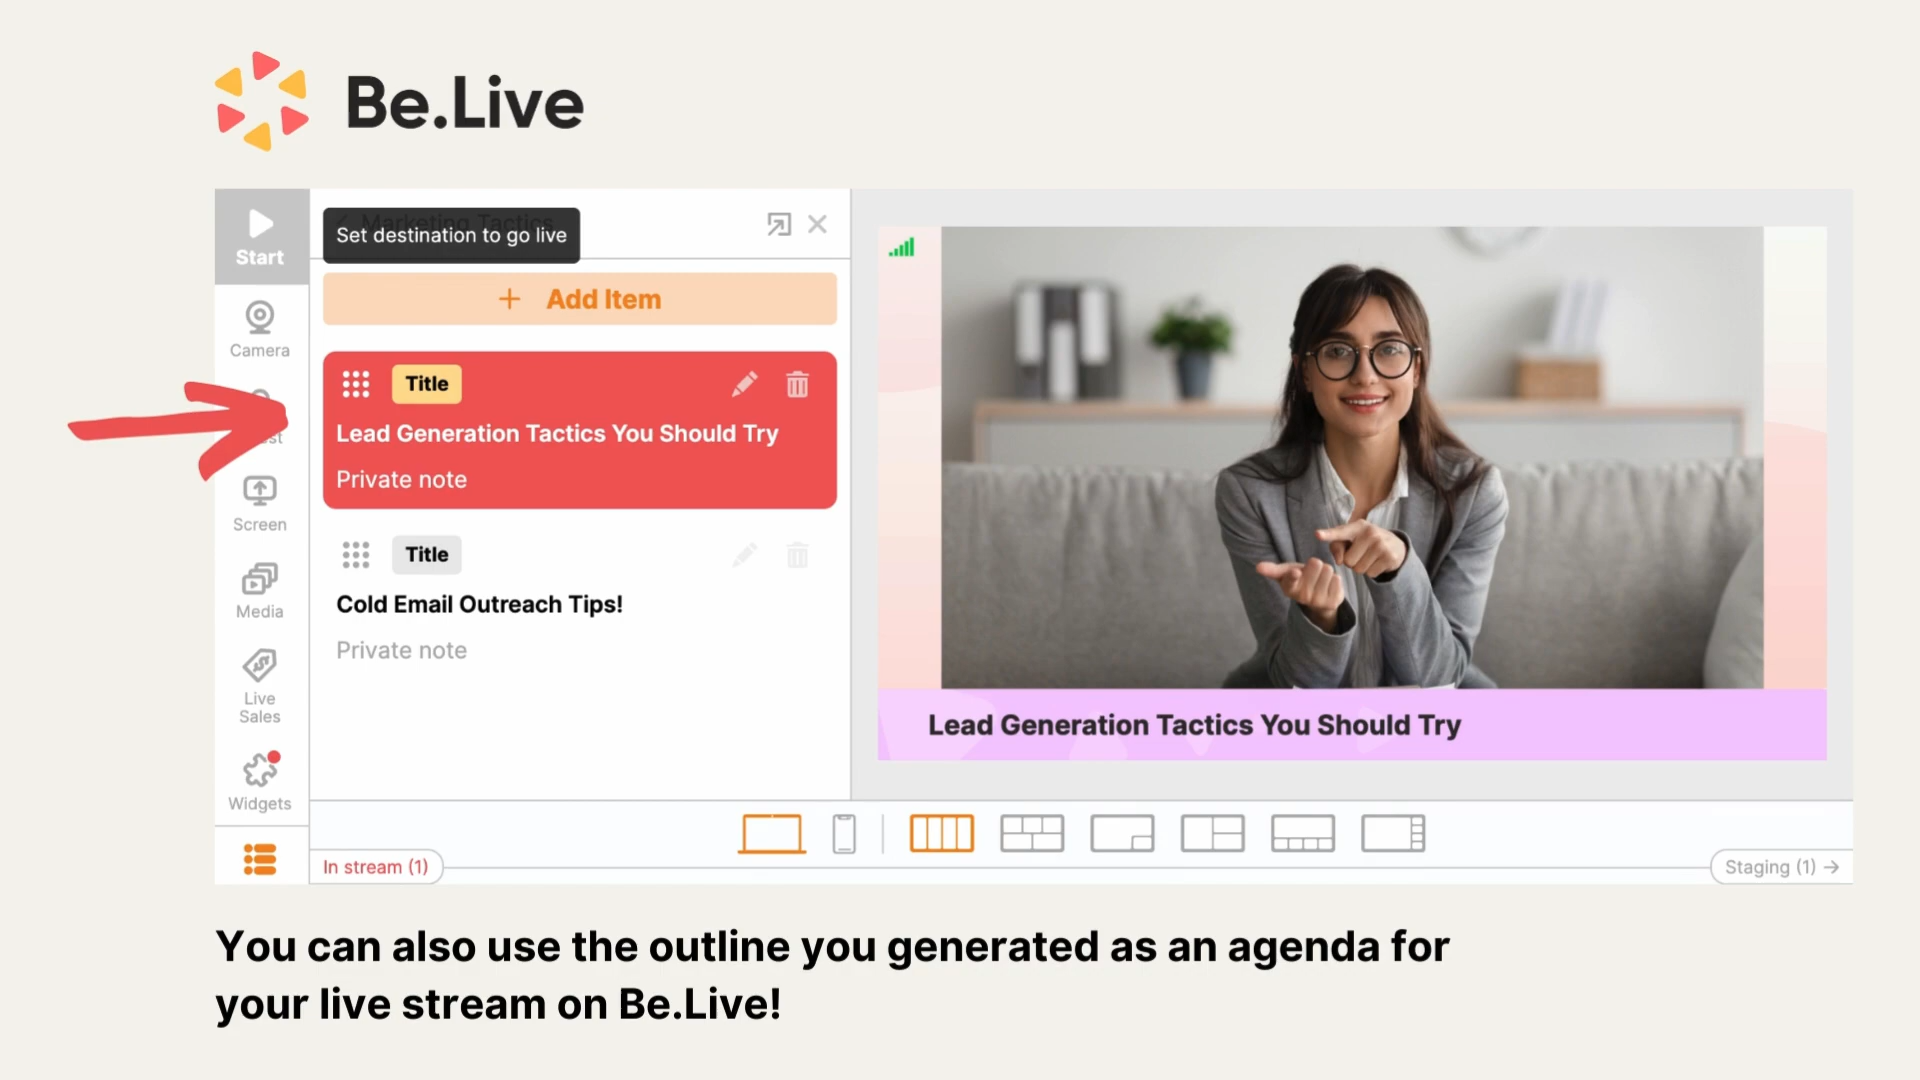 Be.Live
Start
Set destination to go live
Add Item
Camera
Title
Lead Generation Tactics You Should Try
Private note
Screen
Title
Cold Email Outreach Tips!
Private note
Media
Live
Sales
Widgets
Lead Generation Tactics You Should Try
In stream (1)
Staging (1)
You can also use the outline you generated as an agenda for
your live stream on Be.Live!